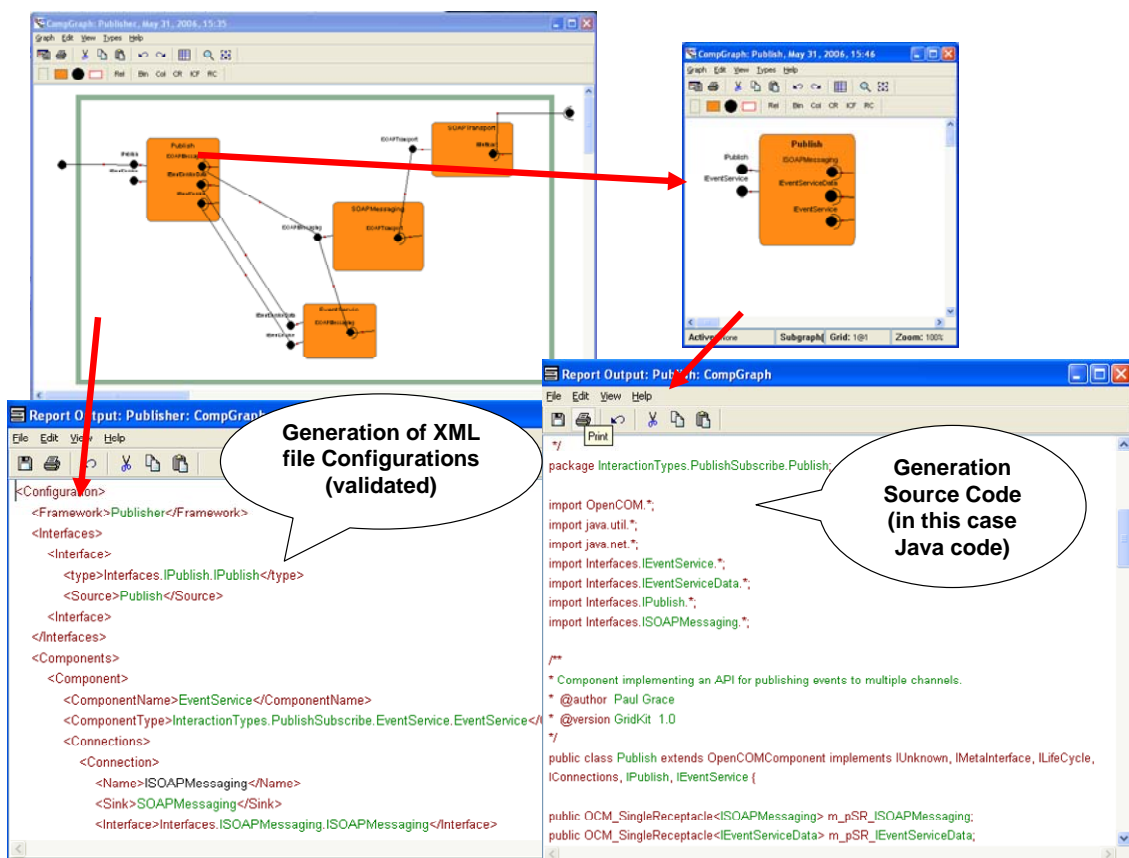 CompGraph: Publisher, May 31, 2006, 15:35
Graph Edit View Types Help
Rel Bin Col CR ICF RC
Publish
ISOAPMessaging
SOAPTransport
ISOAPTransport
SOAPMessaging
ISOAPTransport
ISOAPMessaging
EventService
ISOAPMessaging
CompGraph: Publish, May 31, 2006, 15:46
Graph Edit View Types Help
Rel Bin Col CR ICF RC
Publish
IPublish
ISOAPMessaging
IEventService
IEventServiceData
IEventService
Active: None
Subgraph(
Grid: 1@1
Zoom: 100%
Report Output: Publisher: CompGraph
File Edit View Help
Generation of XML
file Configurations
(validated)
<Configuration>
<Framework>Publisher</Framework>
<Interfaces>
<Interface>
<type>Interfaces.IPublish.IPublish</type>
<Source>Publish</Source>
<Interface>
</Interfaces>
<Components>
<Component>
<ComponentName>EventService</ComponentName>
<ComponentType>InteractionTypes.PublishSubscribe.EventService.EventService</
<Connections>
<Connection>
<Name>ISOAPMessaging</Name>
<Sink>SOAPMessaging</Sink>
<Interface>Interfaces.ISOAPMessaging.ISOAPMessaging</Interface>
Report Output: Publish: CompGraph
File Edit View Help
Print
Generation
Source Code
(in this case
Java code)
*/
package InteractionTypes.PublishSubscribe.Publish;
import OpenCOM.*;
import java.util.*;
import java.net.*;
import Interfaces.IEventService.*;
import Interfaces.IEventServiceData.*;
import Interfaces.IPublish.*;
import Interfaces.ISOAPMessaging.*;
/**
* Component implementing an API for publishing events to multiple channels.
* @author Paul Grace
* @version GridKit 1.0
*/
public class Publish extends OpenCOMComponent implements IUnknown, IMetaInterface, ILifeCycle,
IConnections, IPublish, IEventService {
public OCM_SingleReceptacle<ISOAPMessaging> m_pSR_ISOAPMessaging;
public OCM_SingleReceptacle<IEventServiceData> m_pSR_IEventServiceData;